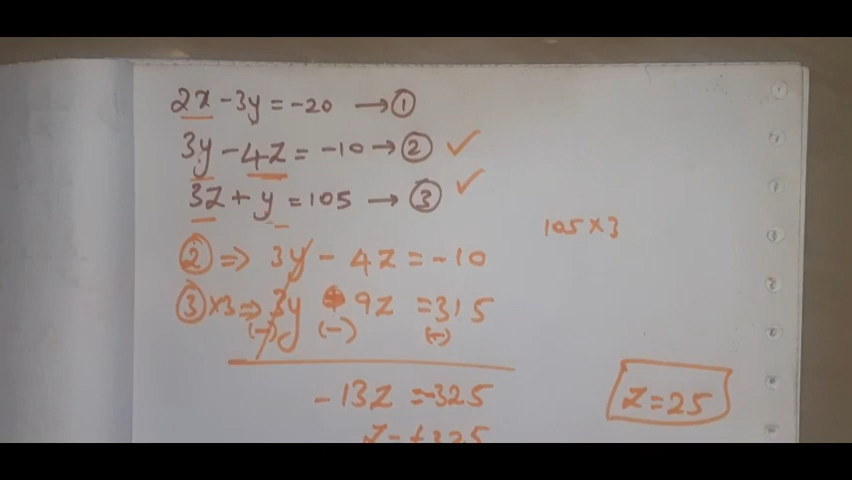 2x - 3y = -20 → ①
3y - 4z = -10 → ② ✓
3z + y = 105 → ③ ✓
105 × 3
② ⇒ 3y - 4z = -10
③ × 3 ⇒ 3y + 9z = 315
(-) (-) (-)
-13z = -325
z = 25